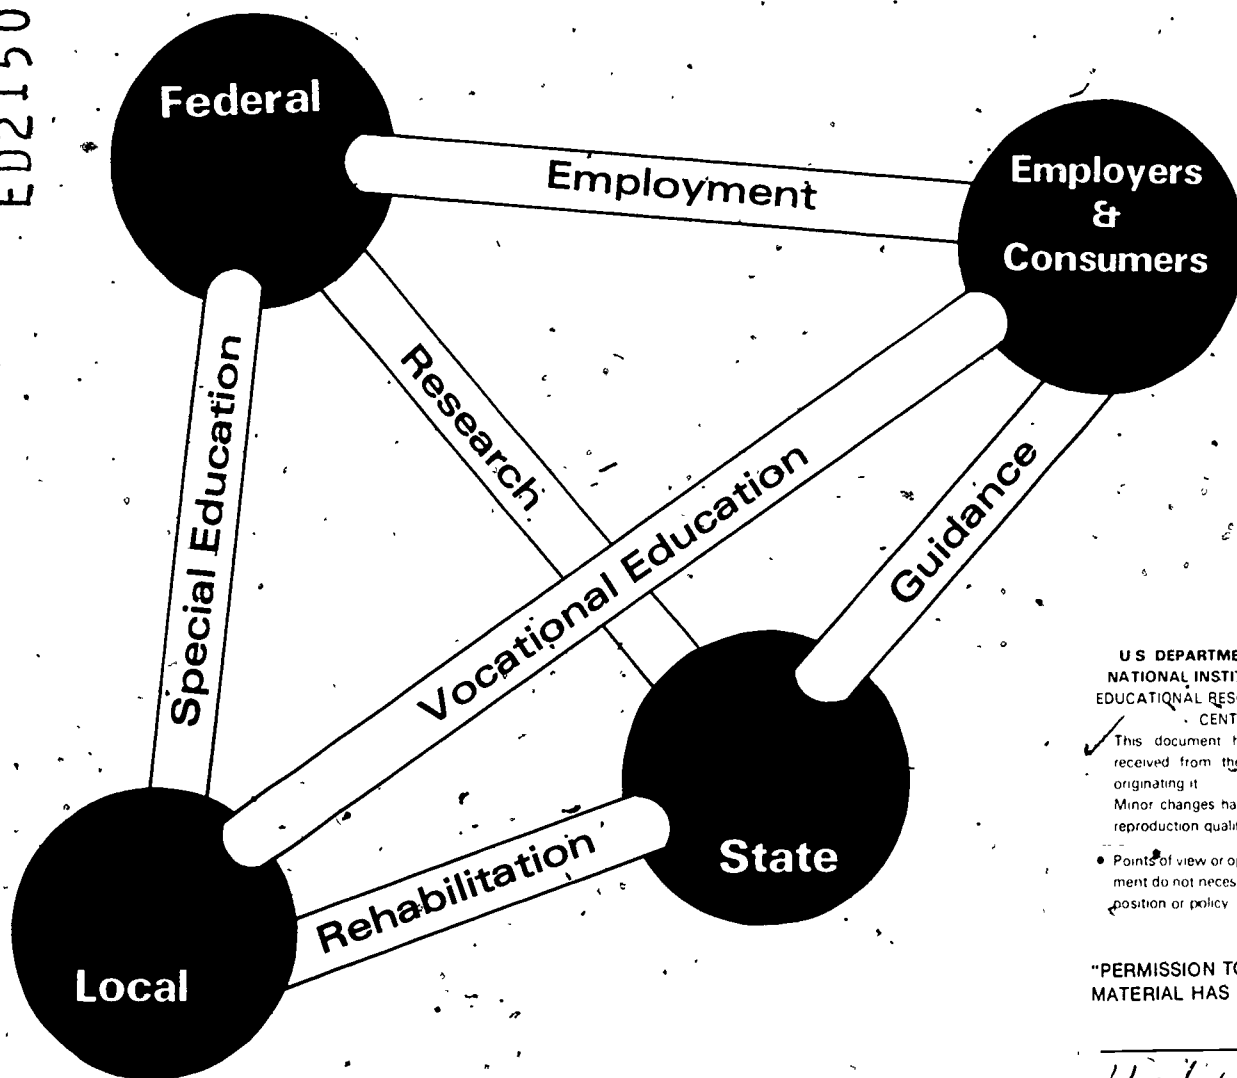 ED2150
Federal
Employment
Employers
&
Consumers
Research
Special Education
Vocational Education
Guidance
State
Rehabilitation
Local
U S DEPARTME
NATIONAL INSTI
EDUCATIONAL RES
CENT
This document h
received from the
originating it
Minor changes ha
reproduction quali
• Points of view or op
ment do not neces
position or policy
"PERMISSION TO
MATERIAL HAS